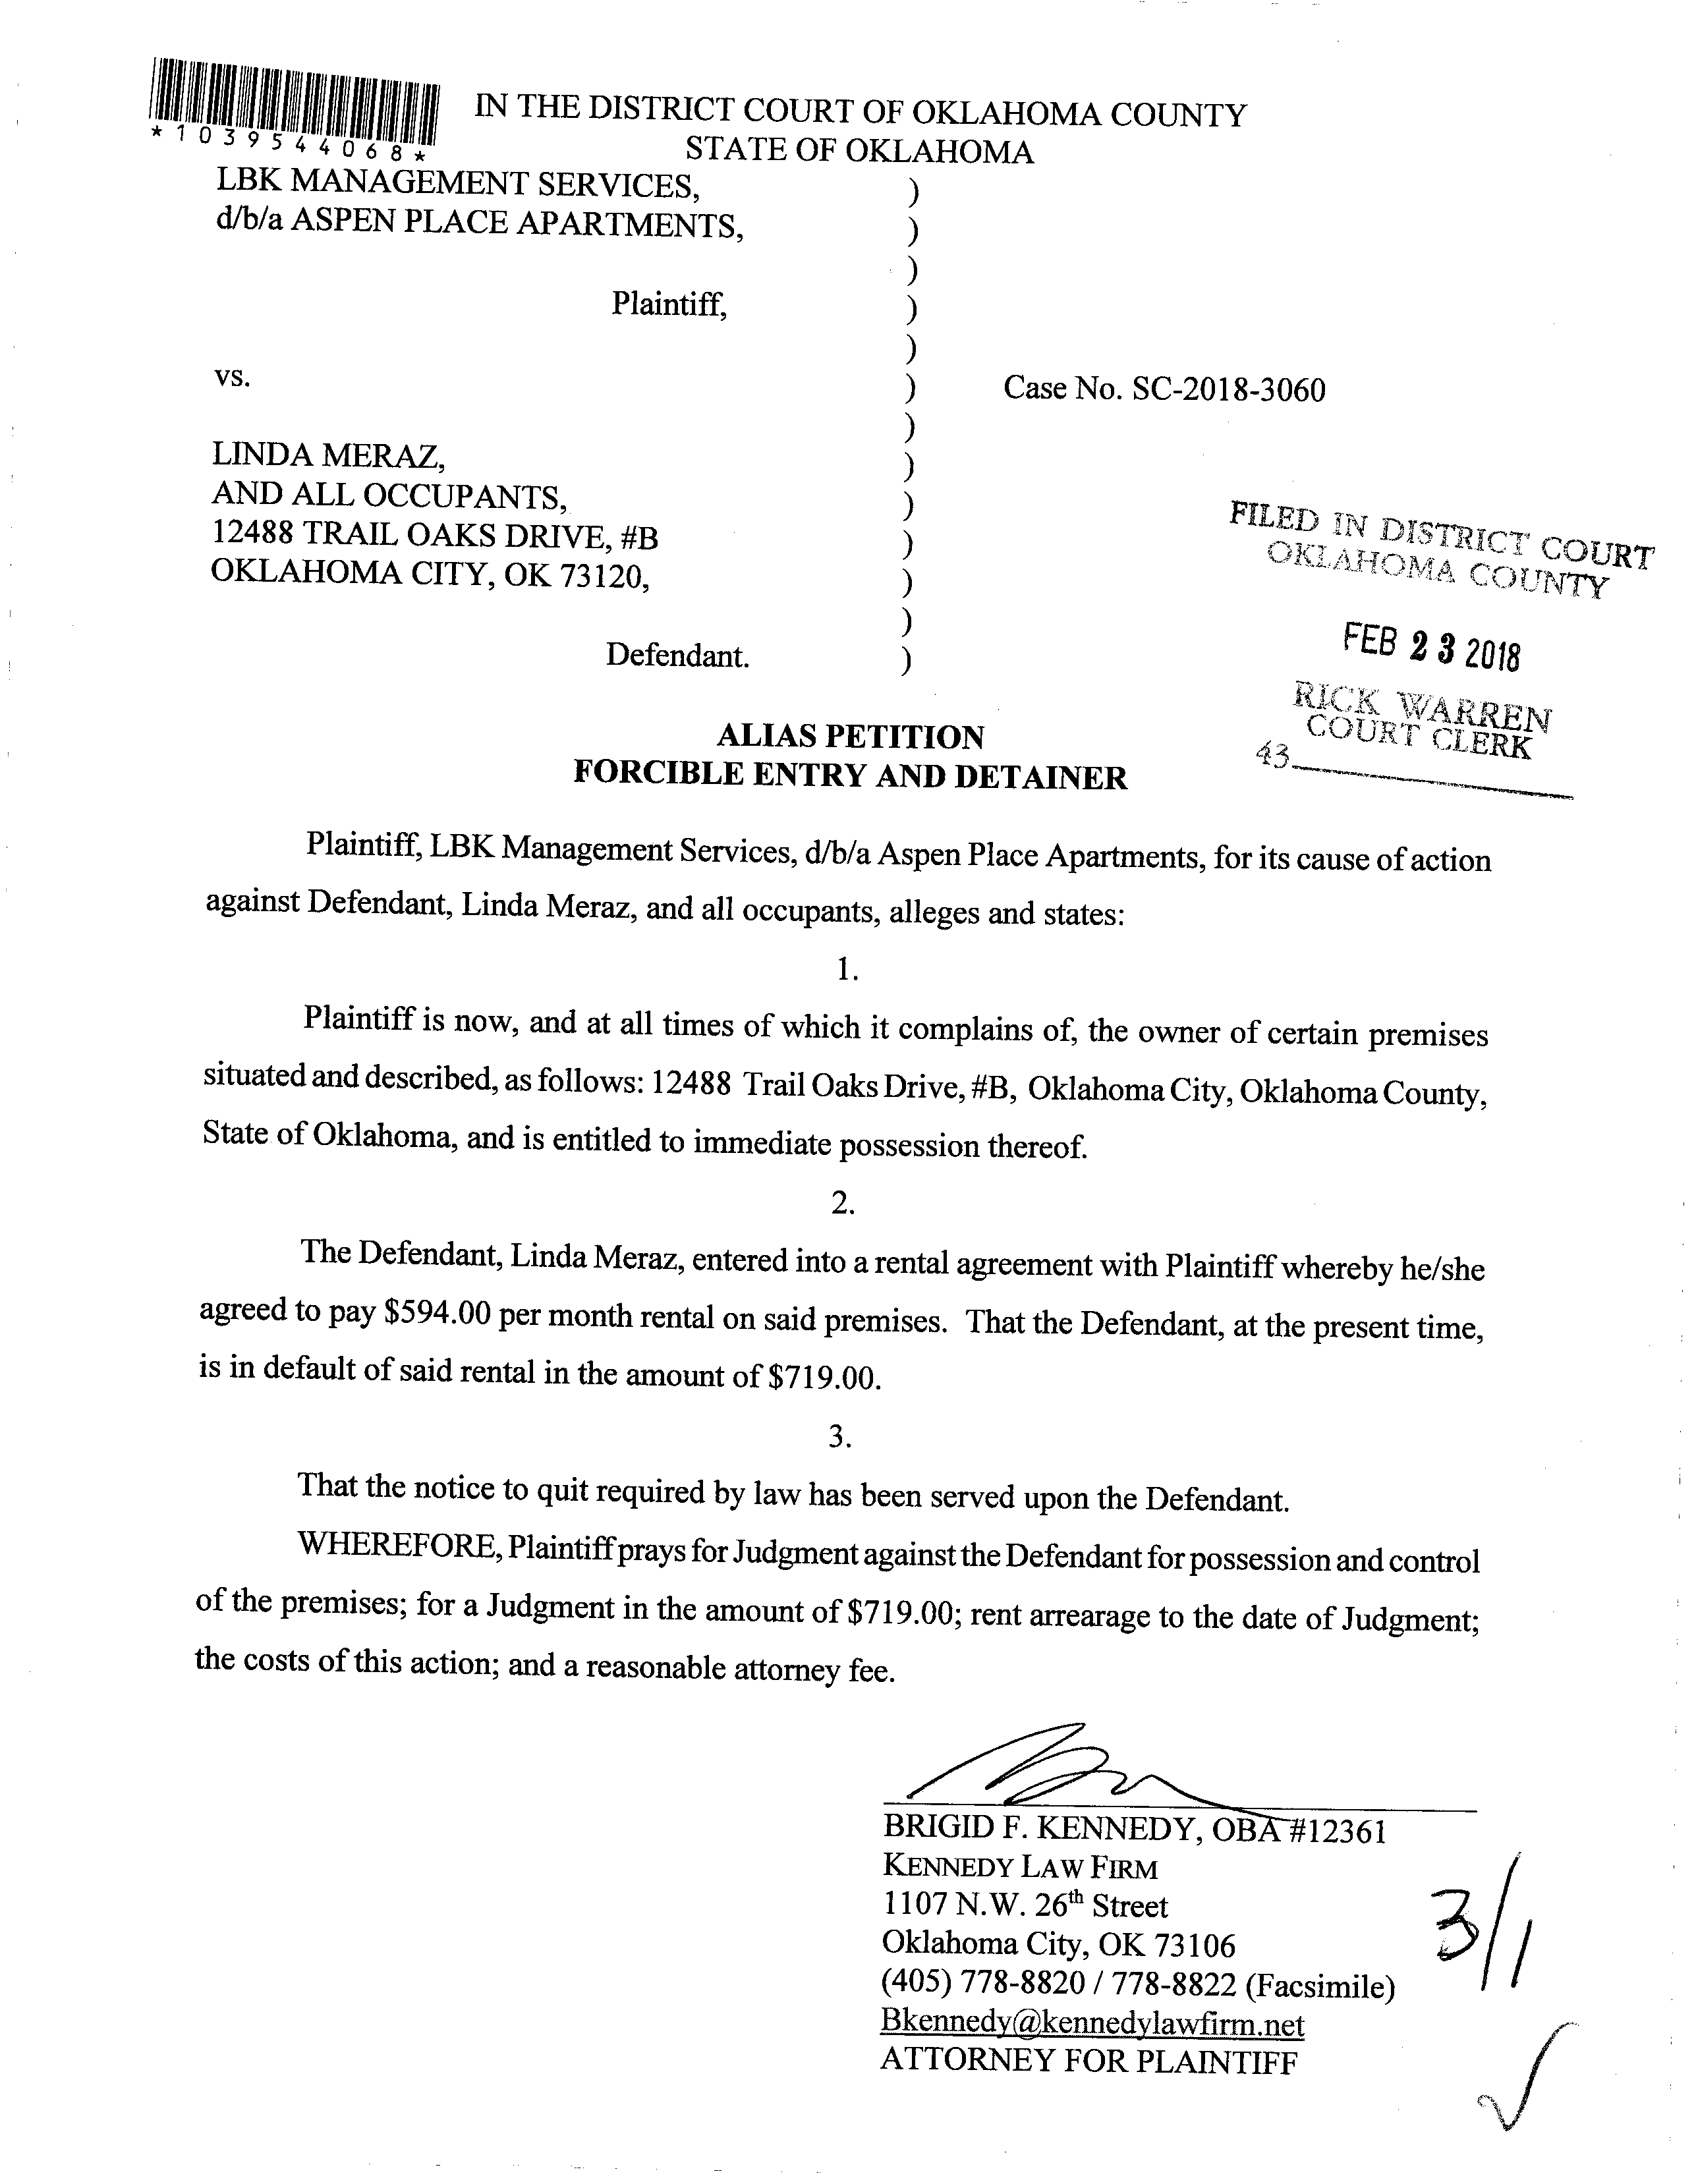 *1039544068*
IN THE DISTRICT COURT OF OKLAHOMA COUNTY
STATE OF OKLAHOMA
LBK MANAGEMENT SERVICES, )
d/b/a ASPEN PLACE APARTMENTS, )
)
Plaintiff, )
)
vs. ) Case No. SC-2018-3060
)
LINDA MERAZ, )
AND ALL OCCUPANTS, )
12488 TRAIL OAKS DRIVE, #B )
OKLAHOMA CITY, OK 73120, )
)
Defendant. )
FILED IN DISTRICT COURT
OKLAHOMA COUNTY
FEB 23 2018
RICK WARREN
COURT CLERK
43
ALIAS PETITION
FORCIBLE ENTRY AND DETAINER
Plaintiff, LBK Management Services, d/b/a Aspen Place Apartments, for its cause of action
against Defendant, Linda Meraz, and all occupants, alleges and states:
1.
Plaintiff is now, and at all times of which it complains of, the owner of certain premises
situated and described, as follows: 12488 Trail Oaks Drive, #B, Oklahoma City, Oklahoma County,
State of Oklahoma, and is entitled to immediate possession thereof.
2.
The Defendant, Linda Meraz, entered into a rental agreement with Plaintiff whereby he/she
agreed to pay $594.00 per month rental on said premises. That the Defendant, at the present time,
is in default of said rental in the amount of $719.00.
3.
That the notice to quit required by law has been served upon the Defendant.
WHEREFORE, Plaintiff prays for Judgment against the Defendant for possession and control
of the premises; for a Judgment in the amount of $719.00; rent arrearage to the date of Judgment;
the costs of this action; and a reasonable attorney fee.
BRIGID F. KENNEDY, OBA #12361
KENNEDY LAW FIRM
1107 N.W. 26th Street
Oklahoma City, OK 73106
(405) 778-8820 / 778-8822 (Facsimile)
Bkennedy@kennedylawfirm.net
ATTORNEY FOR PLAINTIFF
3/1